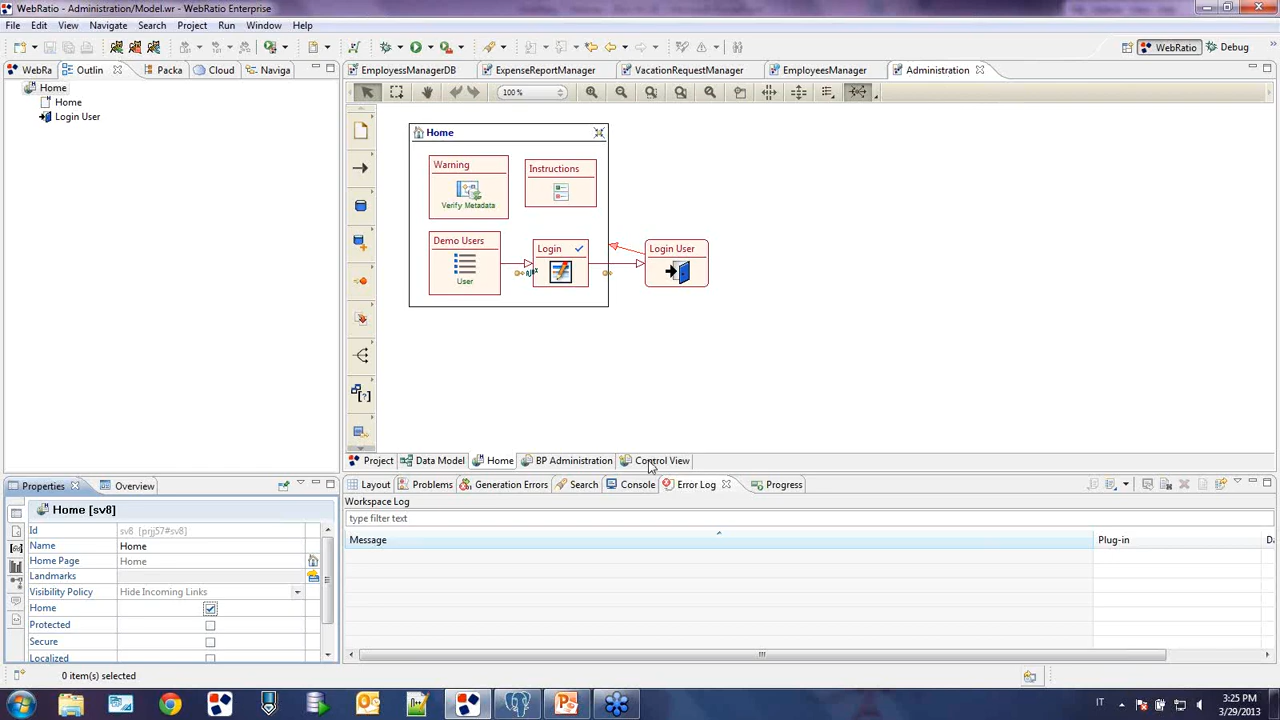 WebRatio - Administration/Model.wr - WebRatio Enterprise
File Edit View Navigate Search Project Run Window Help
WebRatio Debug
WebRa Outlin Packa Cloud Naviga
EmployessManagerDB ExpenseReportManager VacationRequestManager EmployeesManager Administration
100 %
Home
Home
Login User
Home
Warning
Verify Metadata
Instructions
Demo Users
User
Login
Login User
Project Data Model Home BP Administration Control View
Properties Overview
Layout Problems Generation Errors Search Console Error Log Progress
Home [sv8]
Id sv8 [prjj57#sv8]
Name Home
Home Page Home
Landmarks
Visibility Policy Hide Incoming Links
Home
Protected
Secure
Localized
Workspace Log
type filter text
Message Plug-in Da
0 item(s) selected
IT
3:25 PM
3/29/2013